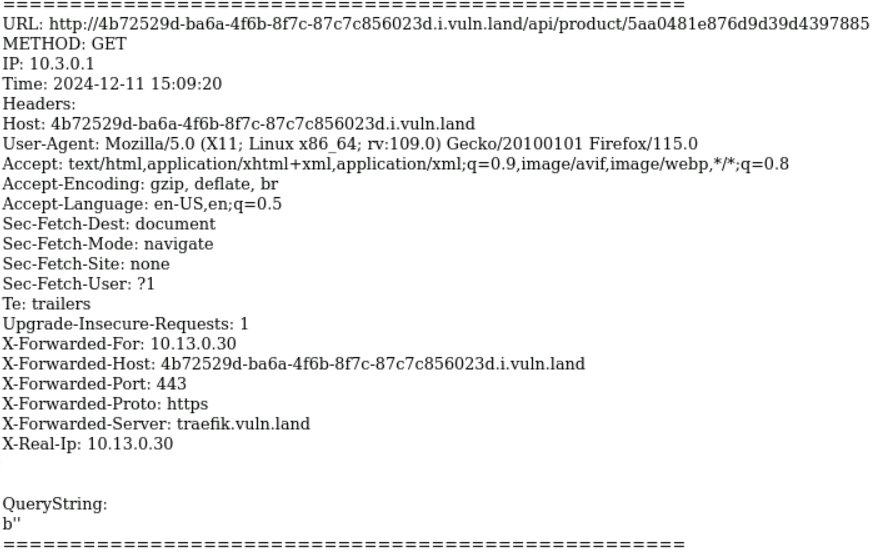 ===================================================
URL: http://4b72529d-ba6a-4f6b-8f7c-87c7c856023d.i.vuln.land/api/product/5aa0481e876d9d39d4397885
METHOD: GET
IP: 10.3.0.1
Time: 2024-12-11 15:09:20
Headers:
Host: 4b72529d-ba6a-4f6b-8f7c-87c7c856023d.i.vuln.land
User-Agent: Mozilla/5.0 (X11; Linux x86_64; rv:109.0) Gecko/20100101 Firefox/115.0
Accept: text/html,application/xhtml+xml,application/xml;q=0.9,image/avif,image/webp,*/*;q=0.8
Accept-Encoding: gzip, deflate, br
Accept-Language: en-US,en;q=0.5
Sec-Fetch-Dest: document
Sec-Fetch-Mode: navigate
Sec-Fetch-Site: none
Sec-Fetch-User: ?1
Te: trailers
Upgrade-Insecure-Requests: 1
X-Forwarded-For: 10.13.0.30
X-Forwarded-Host: 4b72529d-ba6a-4f6b-8f7c-87c7c856023d.i.vuln.land
X-Forwarded-Port: 443
X-Forwarded-Proto: https
X-Forwarded-Server: traefik.vuln.land
X-Real-Ip: 10.13.0.30
QueryString:
b''
===================================================